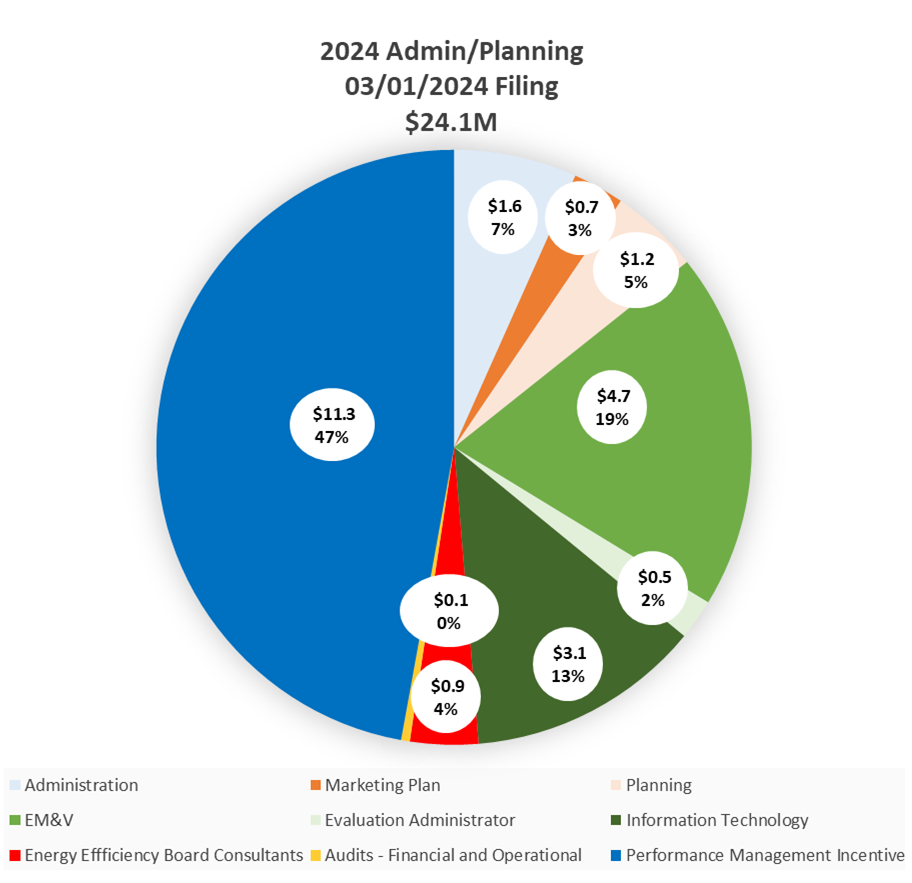 2024 Admin/Planning
03/01/2024 Filing
$24.1M
$1.6
7%
$0.7
3%
$1.2
5%
$4.7
19%
$11.3
47%
$0.5
2%
$0.1
0%
$3.1
13%
$0.9
4%
Administration
Marketing Plan
Planning
EM&V
Evaluation Administrator
Information Technology
Energy Effficiency Board Consultants
Audits - Financial and Operational
Performance Management Incentive